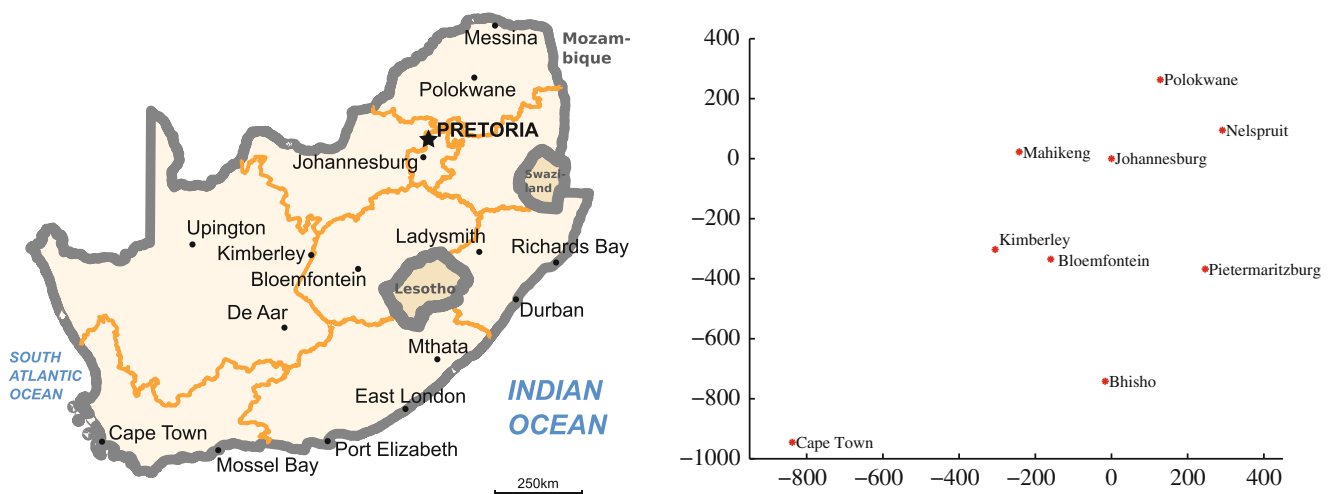 Messina
Mozam-
bique
Polokwane
PRETORIA
Johannesburg
Swazi-
land
Upington
Ladysmith
Kimberley
Richards Bay
Bloemfontein
Lesotho
De Aar
Durban
Mthata
SOUTH
ATLANTIC
OCEAN
INDIAN
OCEAN
East London
Cape Town
Port Elizabeth
Mossel Bay
250km
400
200
0
−200
−400
−600
−800
−1000
Polokwane
Nelspruit
Mahikeng
Johannesburg
Kimberley
Bloemfontein
Pietermaritzburg
Bhisho
Cape Town
−800 −600 −400 −200 0 200 400